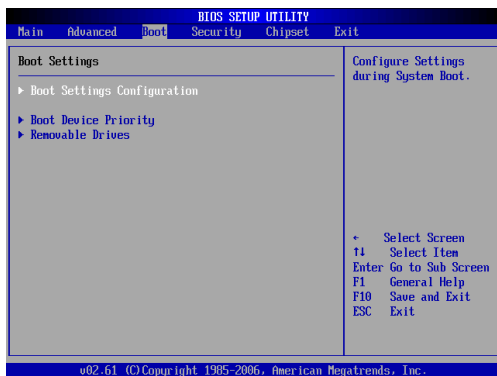 BIOS SETUP UTILITY
Main Advanced Boot Security Chipset Exit
Boot Settings
▶ Boot Settings Configuration
▶ Boot Device Priority
▶ Removable Drives
Configure Settings
during System Boot.
← Select Screen
↑↓ Select Item
Enter Go to Sub Screen
F1 General Help
F10 Save and Exit
ESC Exit
v02.61 (C)Copyright 1985-2006, American Megatrends, Inc.